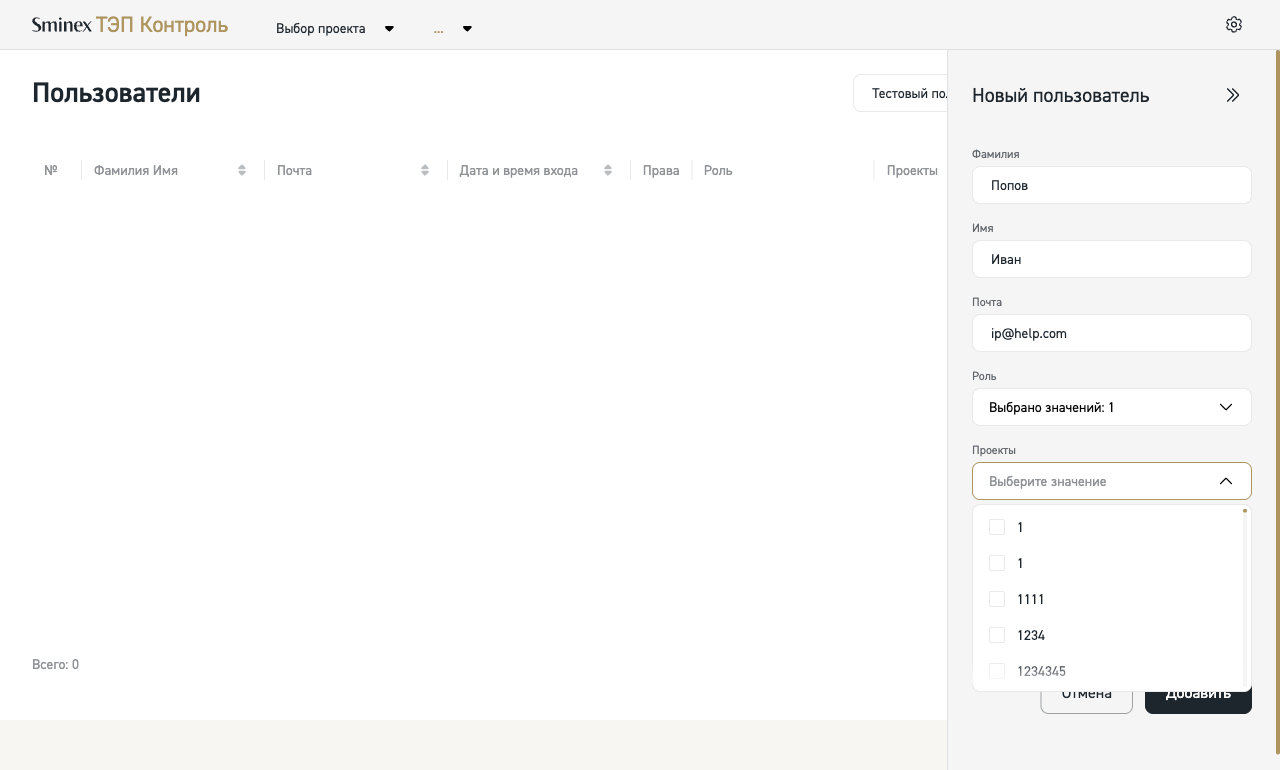 Sminex ТЭП Контроль
Выбор проекта
...
Пользователи
Тестовый по
Новый пользователь
№
Фамилия Имя
Почта
Дата и время входа
Права
Роль
Проекты
Фамилия
Попов
Имя
Иван
Почта
ip@help.com
Роль
Выбрано значений: 1
Проекты
Выберите значение
1
1
1111
1234
1234345
Отмена
Добавить
Всего: 0